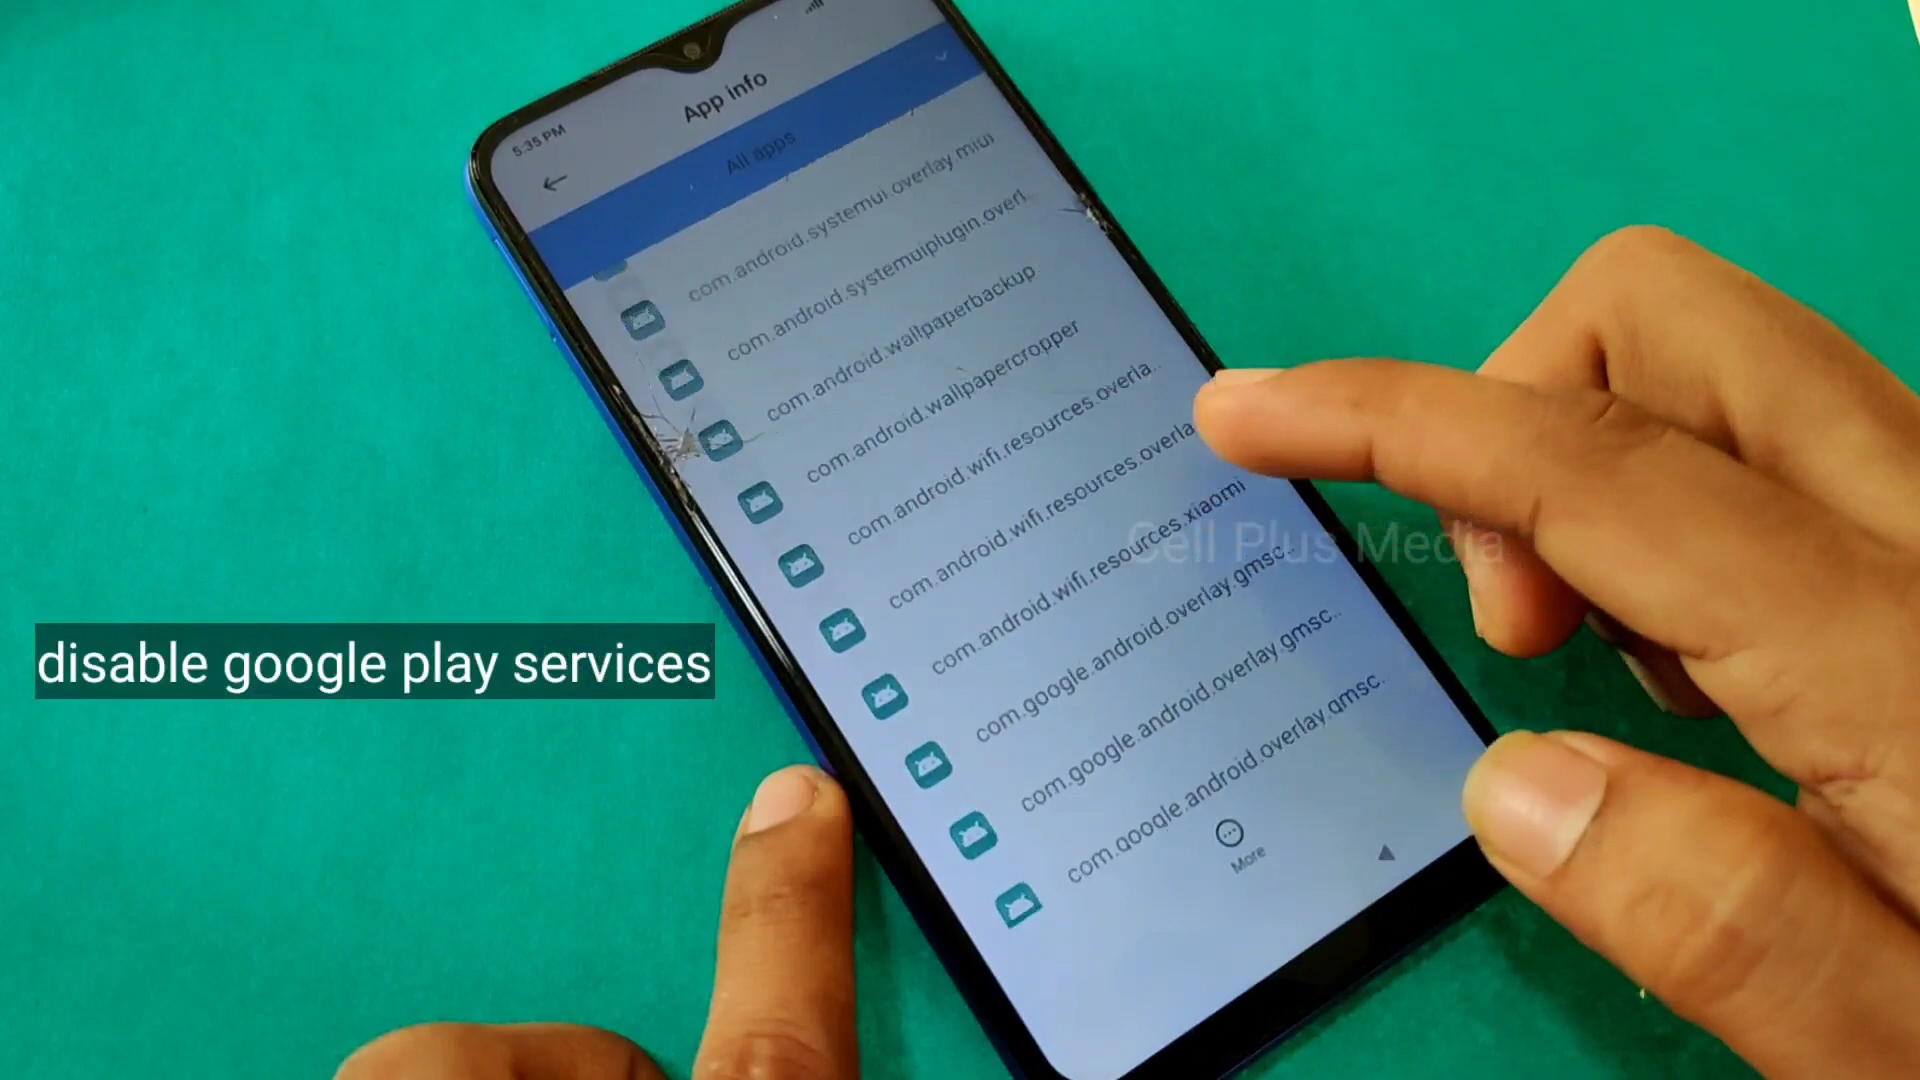 5:35 PM
App info
All apps
com.android.systemui.overlay.miui
com.android.systemuiplugin.overl..
com.android.wallpaperbackup
com.android.wallpapercropper
com.android.wifi.resources.overla..
com.android.wifi.resources.overla
com.android.wifi.resources.xiaomi
com.google.android.overlay.gmsc..
com.google.android.overlay.gmsc..
com.google.android.overlay.gmsc.
More
Cell Plus Media
disable google play services